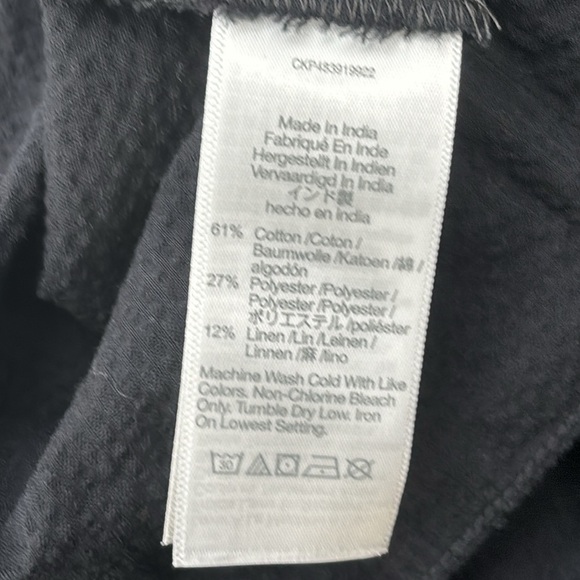 CKP483919922
Made In India
Fabriqué En Inde
Hergestellt In Indien
Vervaardigd In India
インド製
hecho en India
61% Cotton /Coton /
Baumwolle /Katoen /綿 /
algodón
27% Polyester /Polyester /
Polyester /Polyester /
ポリエステル /poliéster
12% Linen /Lin /Leinen /
Linnen /麻 /lino
Machine Wash Cold With Like
Colors. Non-Chlorine Bleach
Only. Tumble Dry Low. Iron
On Lowest Setting.
30